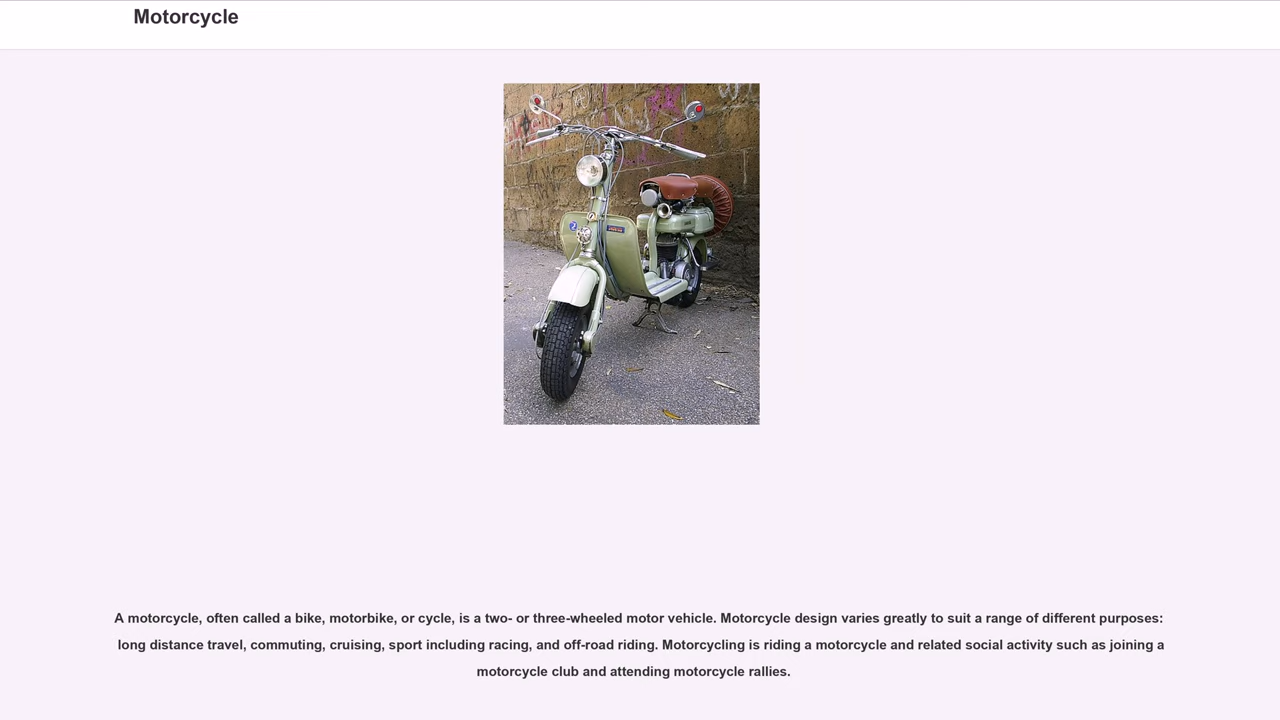 Motorcycle
A motorcycle, often called a bike, motorbike, or cycle, is a two- or three-wheeled motor vehicle. Motorcycle design varies greatly to suit a range of different purposes:
long distance travel, commuting, cruising, sport including racing, and off-road riding. Motorcycling is riding a motorcycle and related social activity such as joining a
motorcycle club and attending motorcycle rallies.